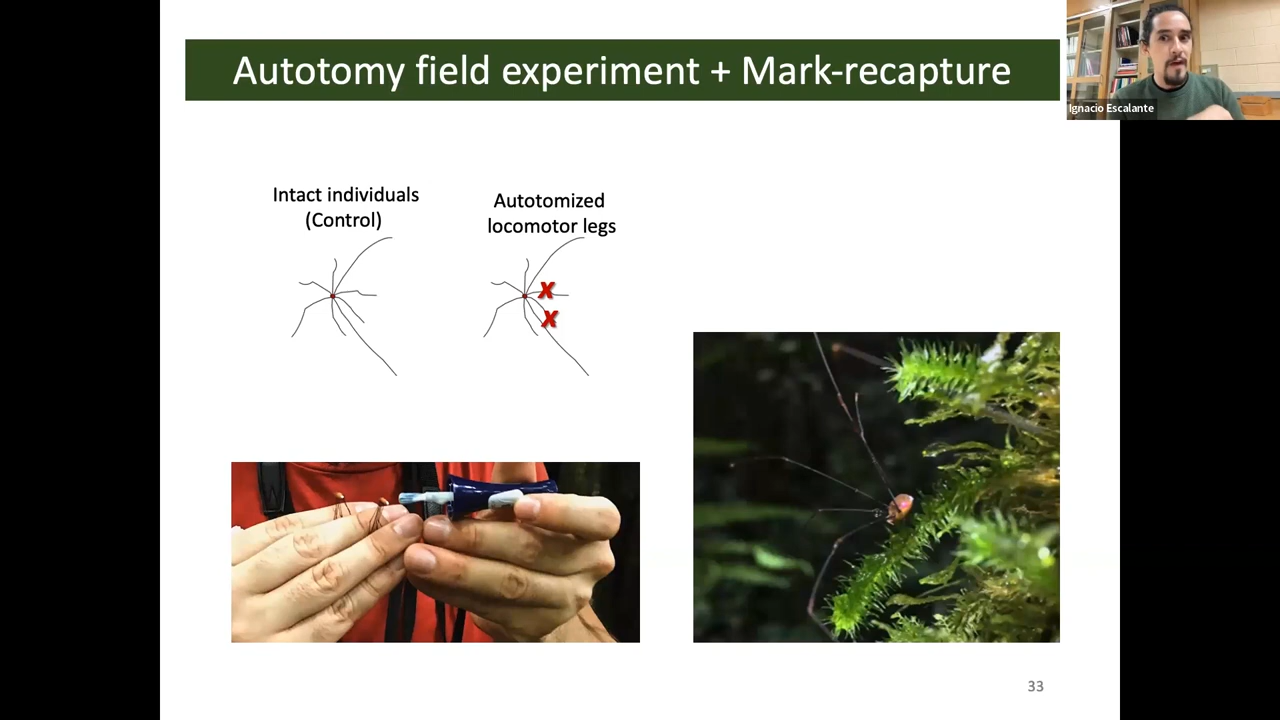 Autotomy field experiment + Mark-recapture
Ignacio Escalante
Intact individuals
(Control)
Autotomized
locomotor legs
X
X
33